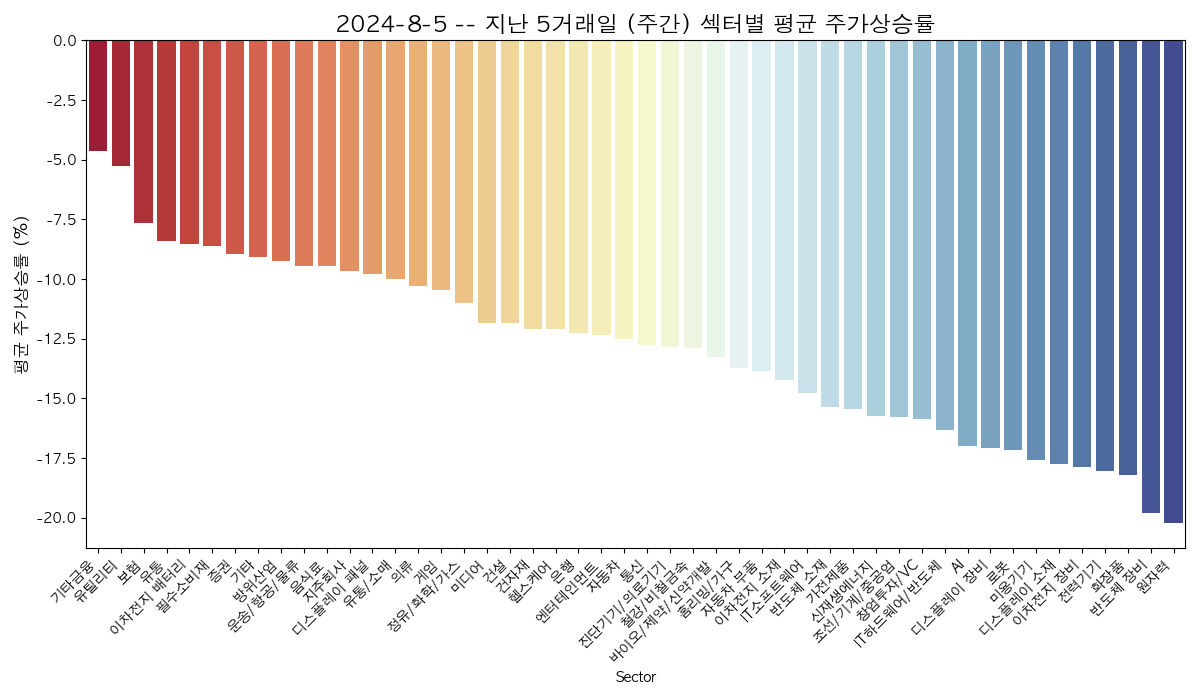 2024-8-5 -- 지난 5거래일 (주간) 섹터별 평균 주가상승률
평균 주가상승률 (%)
0.0
-2.5
-5.0
-7.5
-10.0
-12.5
-15.0
-17.5
-20.0
기타금융
유틸리티
보험
유통
이차전지 배터리
필수소비재
증권
기타
방위산업
운송/항공/물류
음식료
지주회사
디스플레이 패널
유통/소매
의류
게임
정유/화학/가스
미디어
건설
건자재
헬스케어
은행
엔터테인먼트
자동차
통신
진단기기/의료기기
철강/비철금속
바이오/제약/신약개발
홈리빙/가구
자동차 부품
이차전지 소재
IT소프트웨어
반도체 소재
가전제품
신재생에너지
조선/기계/중공업
창업투자/VC
IT하드웨어/반도체
AI
디스플레이 장비
로봇
미용기기
디스플레이 소재
이차전지 장비
전력기기
화장품
반도체 장비
원자력
Sector